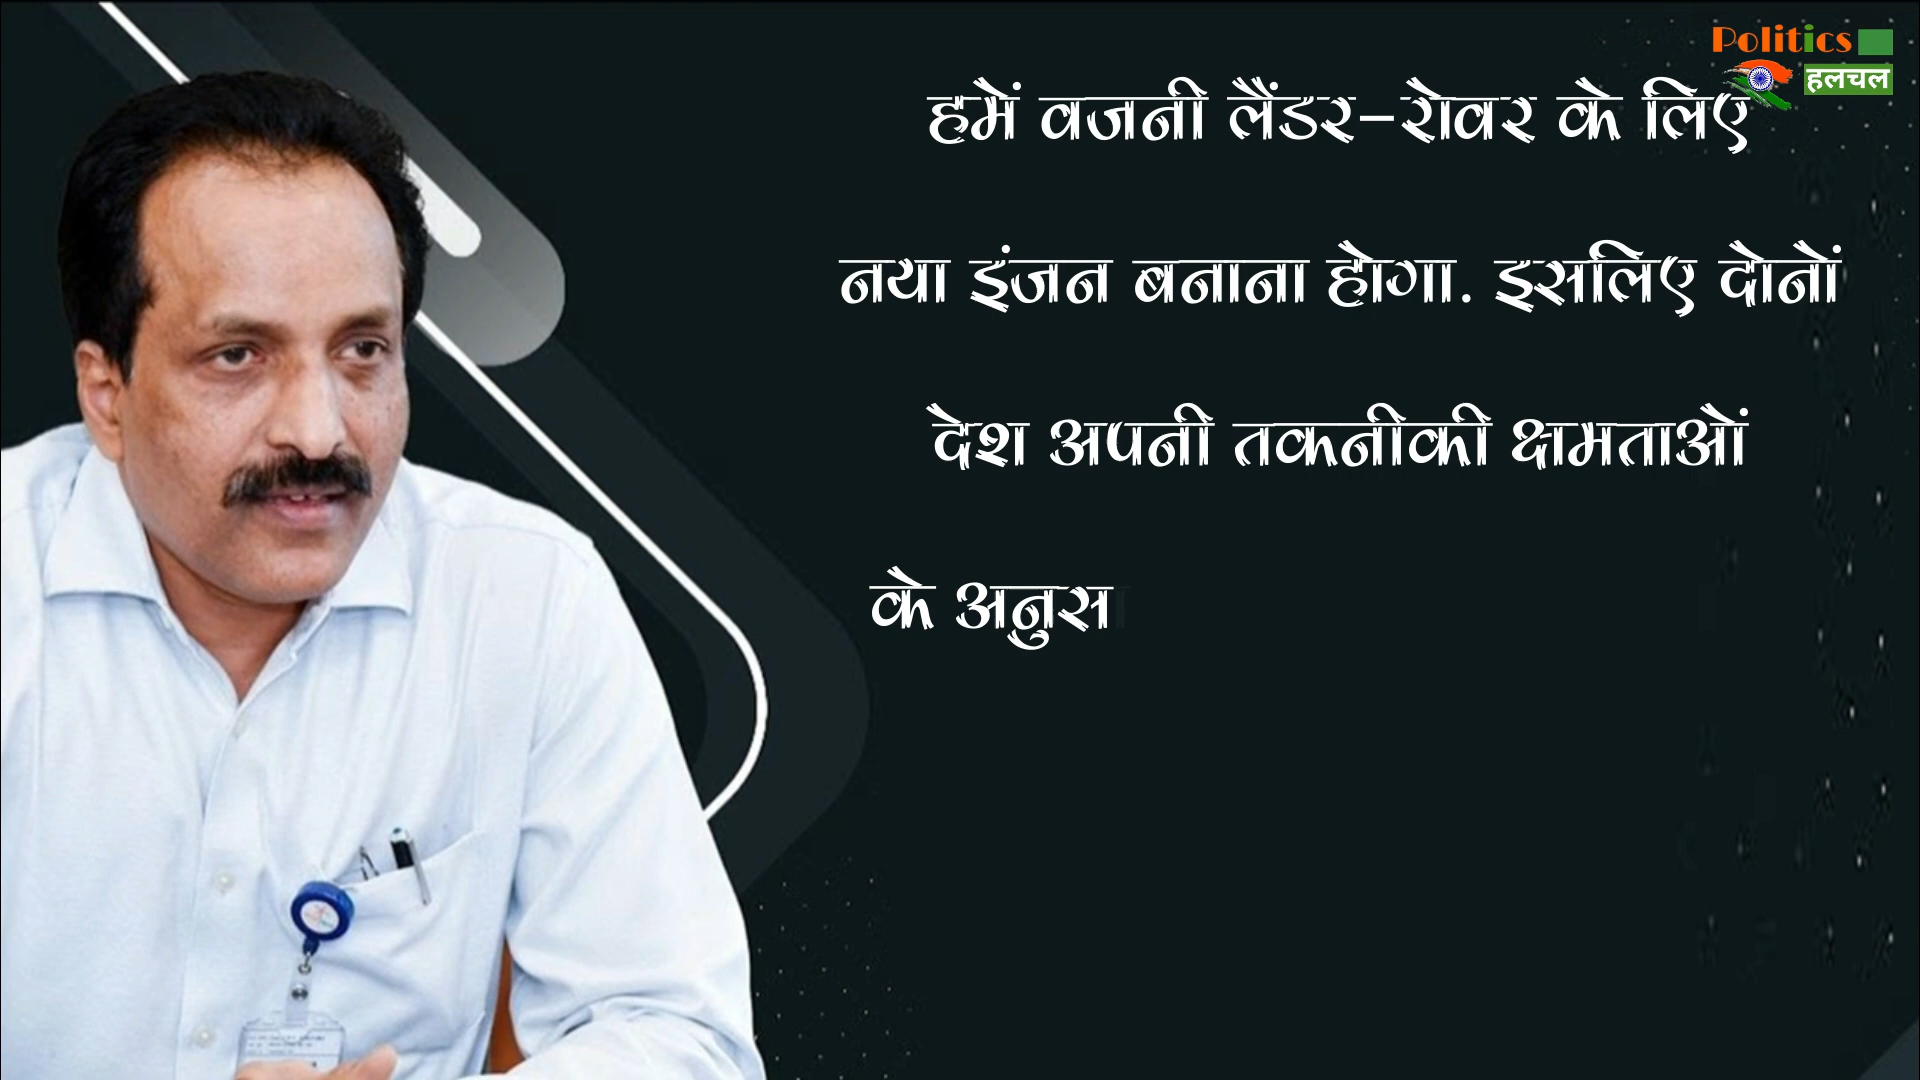 Politics
हलचल
हमें वजनी लैंडर-रोवर के लिए
नया इंजन बनाना होगा. इसलिए दोनों
देश अपनी तकनीकी क्षमताओं
के अनुसा